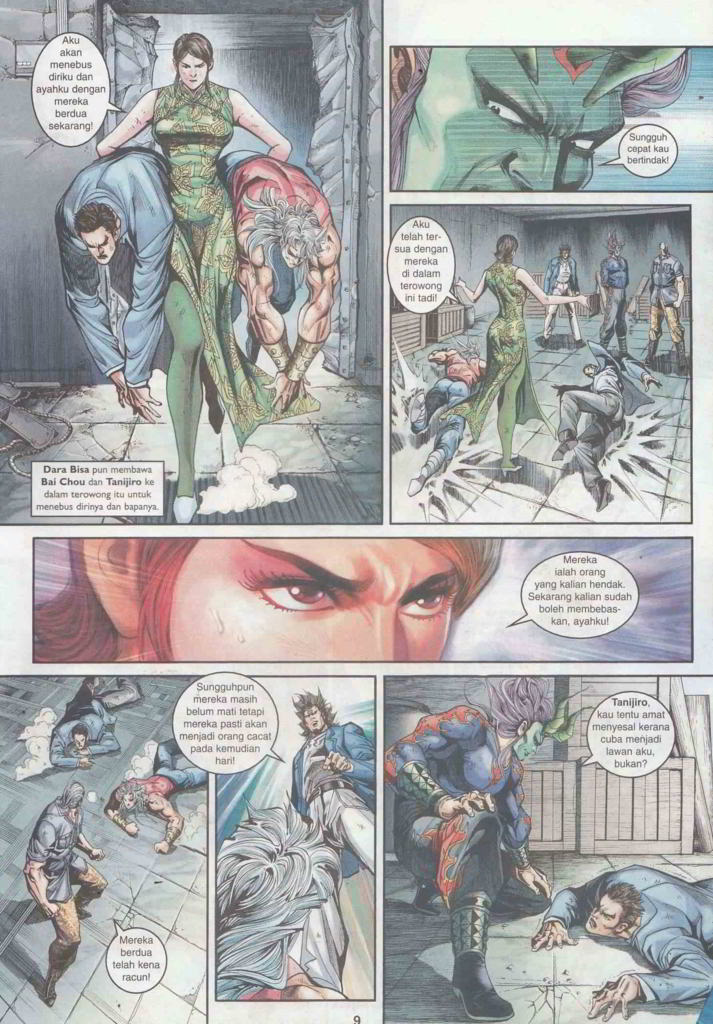 Aku
akan
menebus
diriku dan
ayahku dengan
mereka
berdua
sekarang!
Sungguh
cepat kau
bertindak!
Aku
telah ter-
sua dengan
mereka
di dalam
terowong
ini tadi!
Dara Bisa pun membawa
Bai Chou dan Tanijiro ke
dalam terowong itu untuk
menebus dirinya dan bapanya.
Mereka
ialah orang
yang kalian hendak.
Sekarang kalian sudah
boleh membebas-
kan, ayahku!
Sungguhpun
mereka masih
belum mati tetapi
mereka pasti akan
menjadi orang cacat
pada kemudian
hari!
Tanijiro,
kau tentu amat
menyesal kerana
cuba menjadi
lawan aku,
bukan?
Mereka
berdua
telah kena
racun!
9